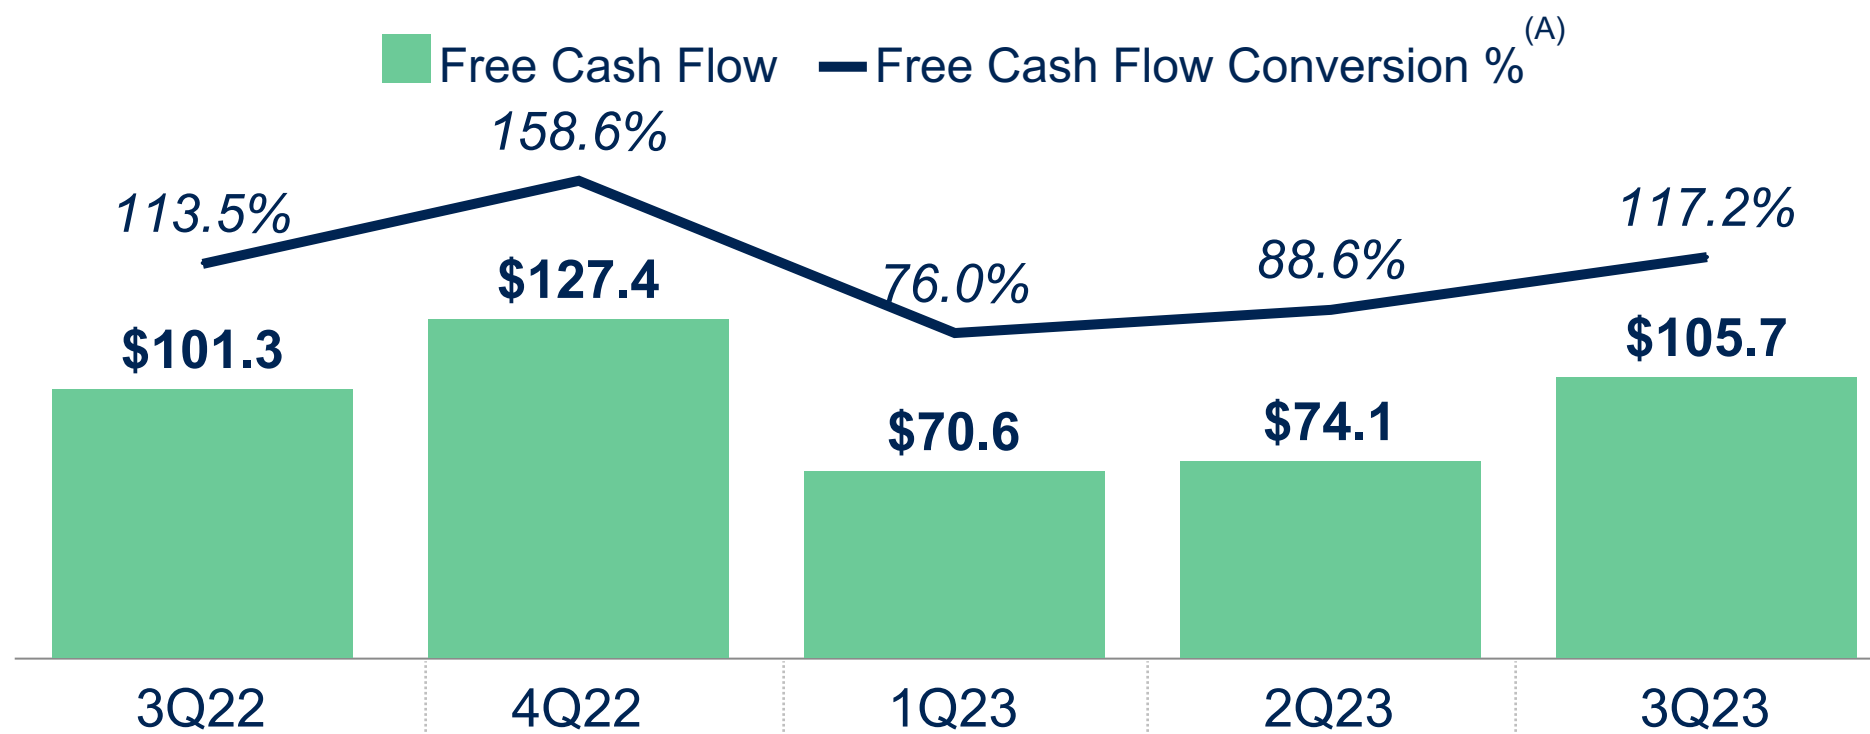 Free Cash Flow Free Cash Flow Conversion % (A)
113.5% 158.6% 76.0% 88.6% 117.2%
$101.3 $127.4 $70.6 $74.1 $105.7
3Q22 4Q22 1Q23 2Q23 3Q23